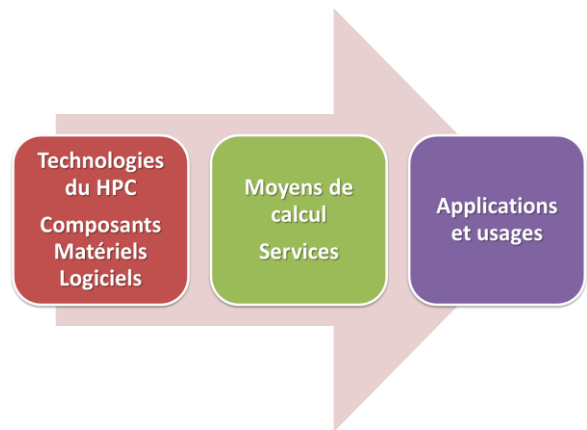 Technologies
du HPC
Composants
Matériels
Logiciels
Moyens de
calcul
Services
Applications
et usages